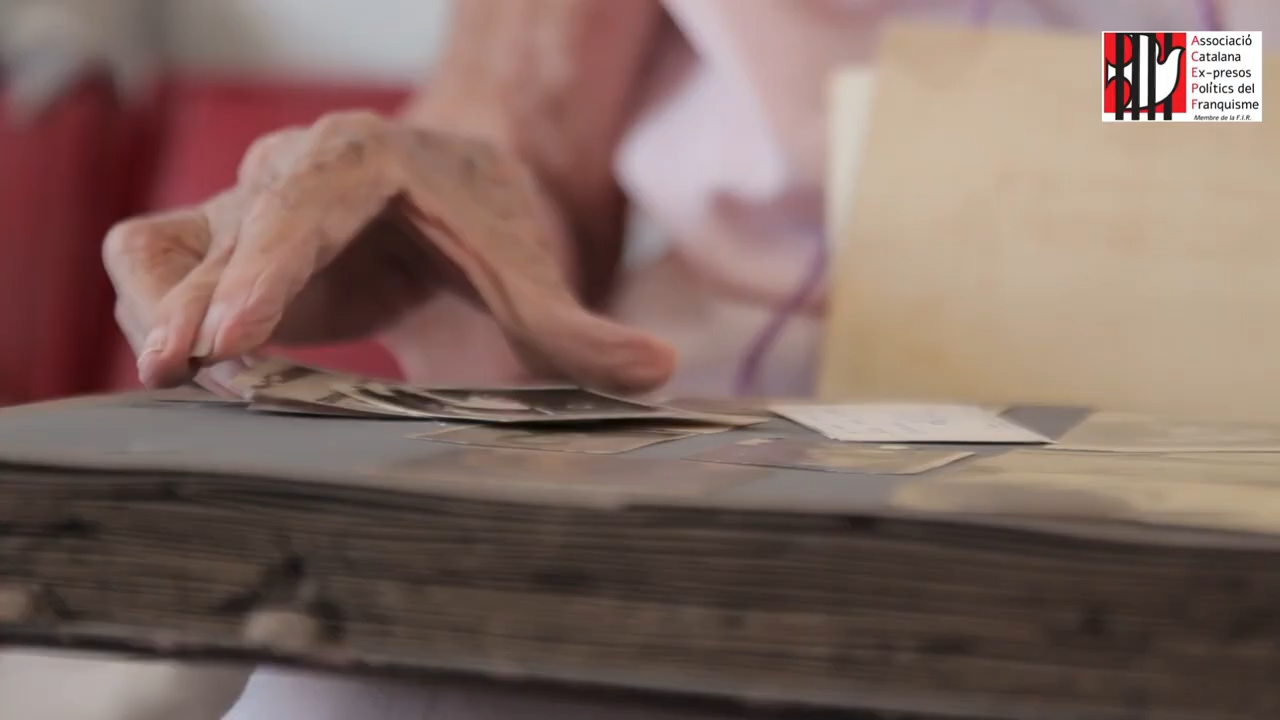 Associació
Catalana
Ex-presos
Polítics del
Franquisme
Membre de la F.I.R.